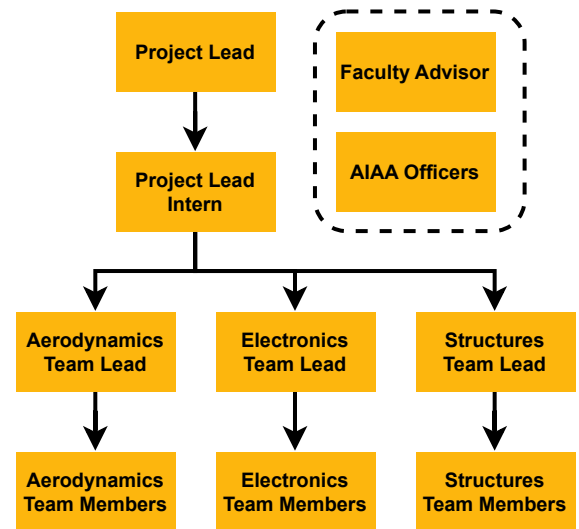 Project Lead
Faculty Advisor
AIAA Officers
Project Lead
Intern
Aerodynamics
Team Lead
Electronics
Team Lead
Structures
Team Lead
Aerodynamics
Team Members
Electronics
Team Members
Structures
Team Members